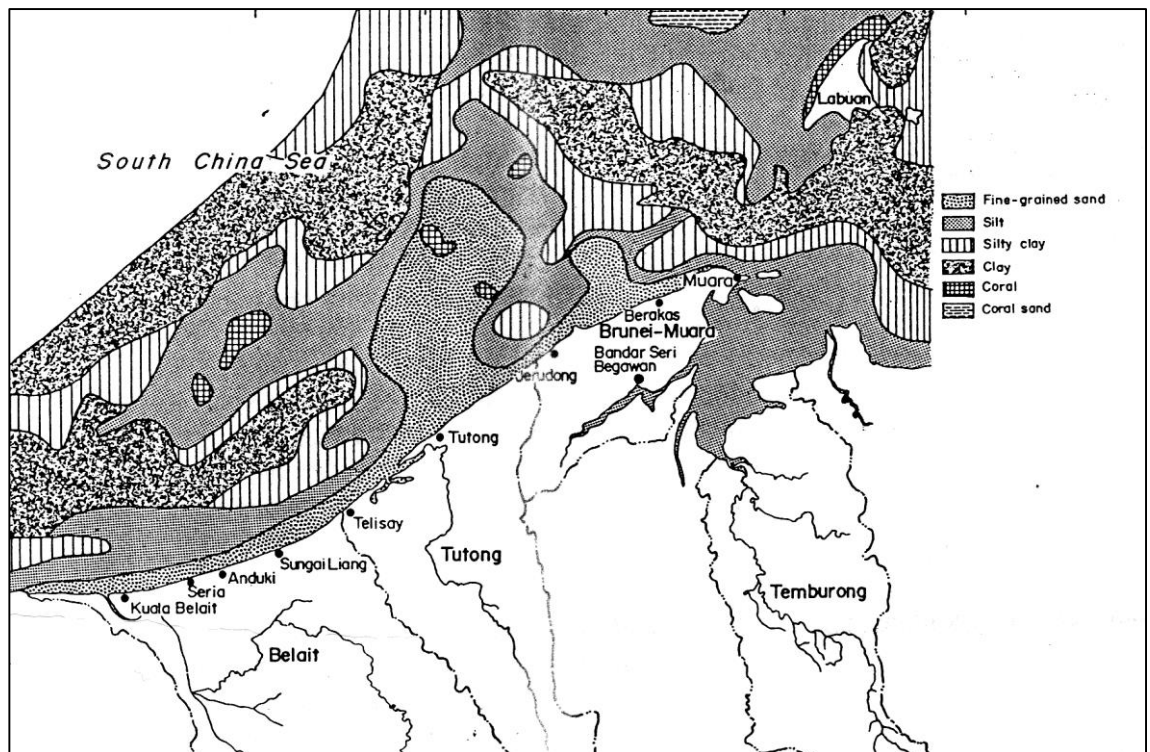 Labuan
South China Sea
Fine-grained sand
Silt
Silty clay
Clay
Coral
Coral sand
Muara
Berakas
Brunei-Muara
Bandar Seri
Begawan
Jerudong
Tutong
Telisay
Tutong
Sungai Liang
Anduki
Seria
Kuala Belait
Temburong
Belait